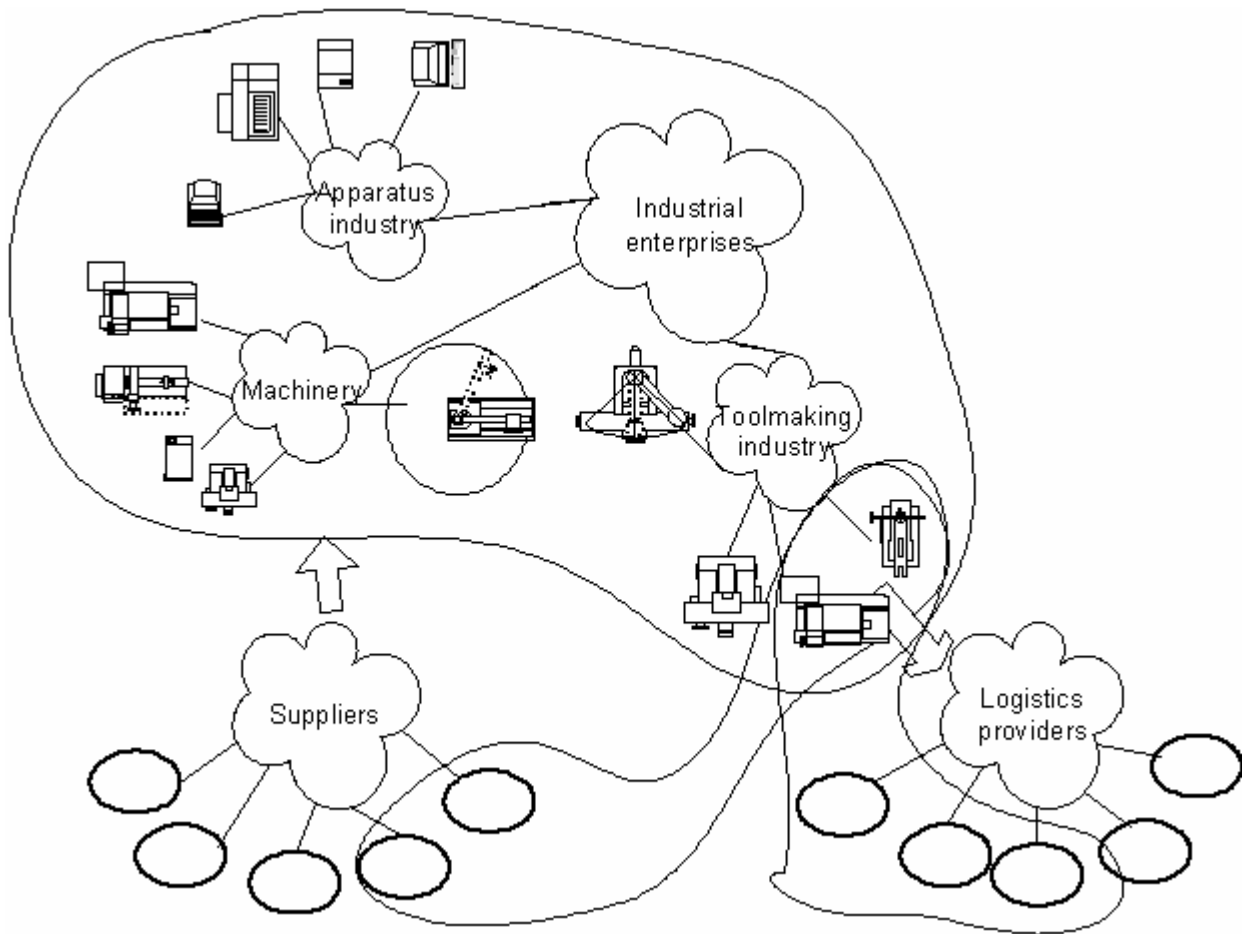 Apparatus
industry
Industrial
enterprises
Machinery
Toolmaking
industry
Suppliers
Logistics
providers